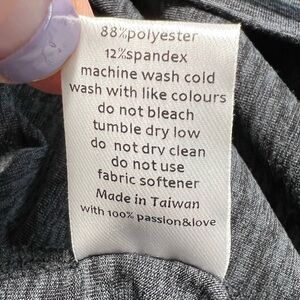 88%polyester
12%spandex
machine wash cold
wash with like colours
do not bleach
tumble dry low
do not dry clean
do not use
fabric softener
Made in Taiwan
with 100% passion&love